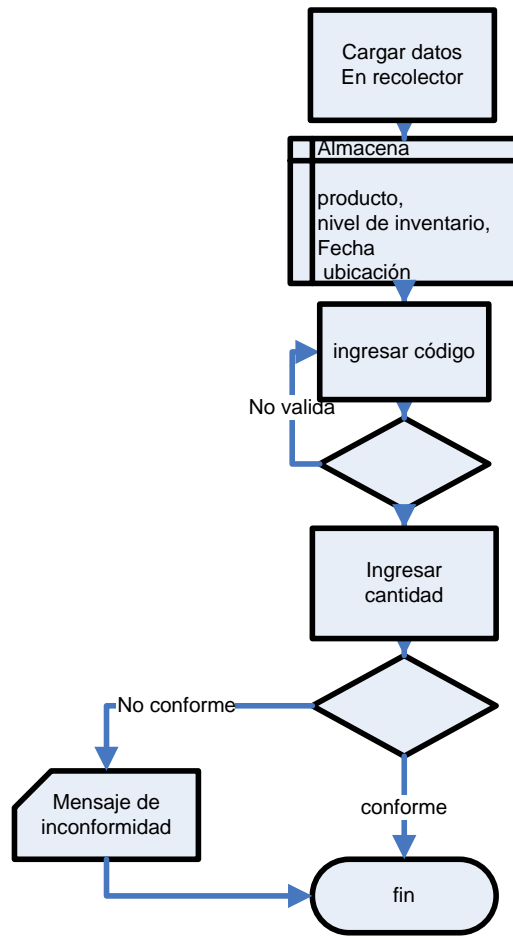 Cargar datos
En recolector
Almacena
producto,
nivel de inventario,
Fecha
ubicación
ingresar código
No valida
Ingresar
cantidad
No conforme
Mensaje de
inconformidad
conforme
fin